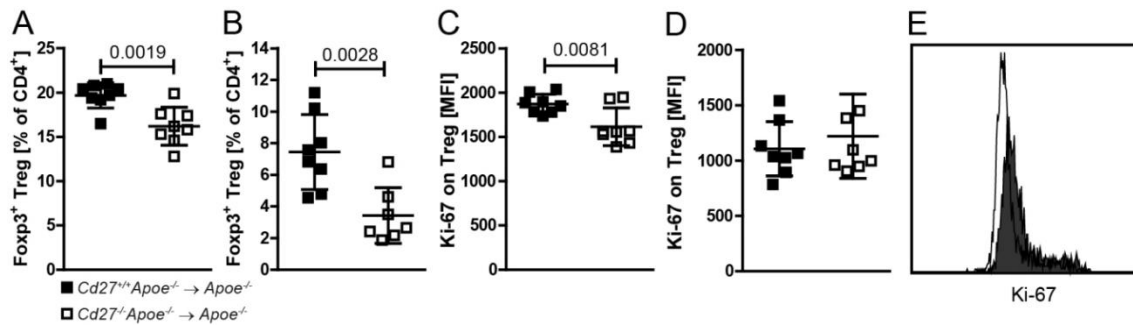 A
Foxp3⁺ Treg [% of CD4⁺]
25
20
15
10
5
0
0.0019
B
Foxp3⁺ Treg [% of CD4⁺]
14
12
10
8
6
4
2
0
0.0028
C
Ki-67 on Treg [MFI]
2500
2000
1500
1000
500
0
0.0081
D
Ki-67 on Treg [MFI]
2000
1500
1000
500
0
E
Ki-67
Cd27⁺/⁺Apoe⁻/⁻ → Apoe⁻/⁻
Cd27⁻/⁻Apoe⁻/⁻ → Apoe⁻/⁻